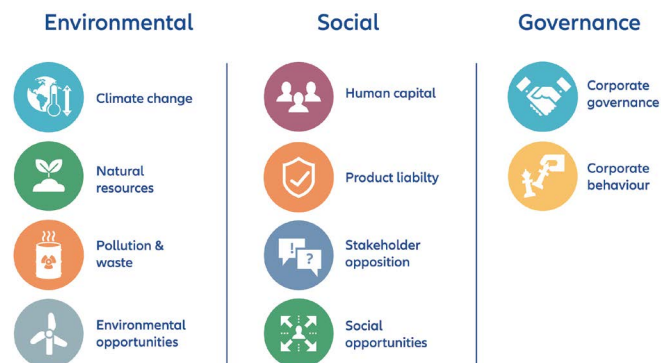 Environmental
Climate change
Natural
resources
Pollution &
waste
Environmental
opportunities
Social
Human capital
Product liabilty
Stakeholder
opposition
!
?
Social
opportunities
Governance
Corporate
governance
Corporate
behaviour